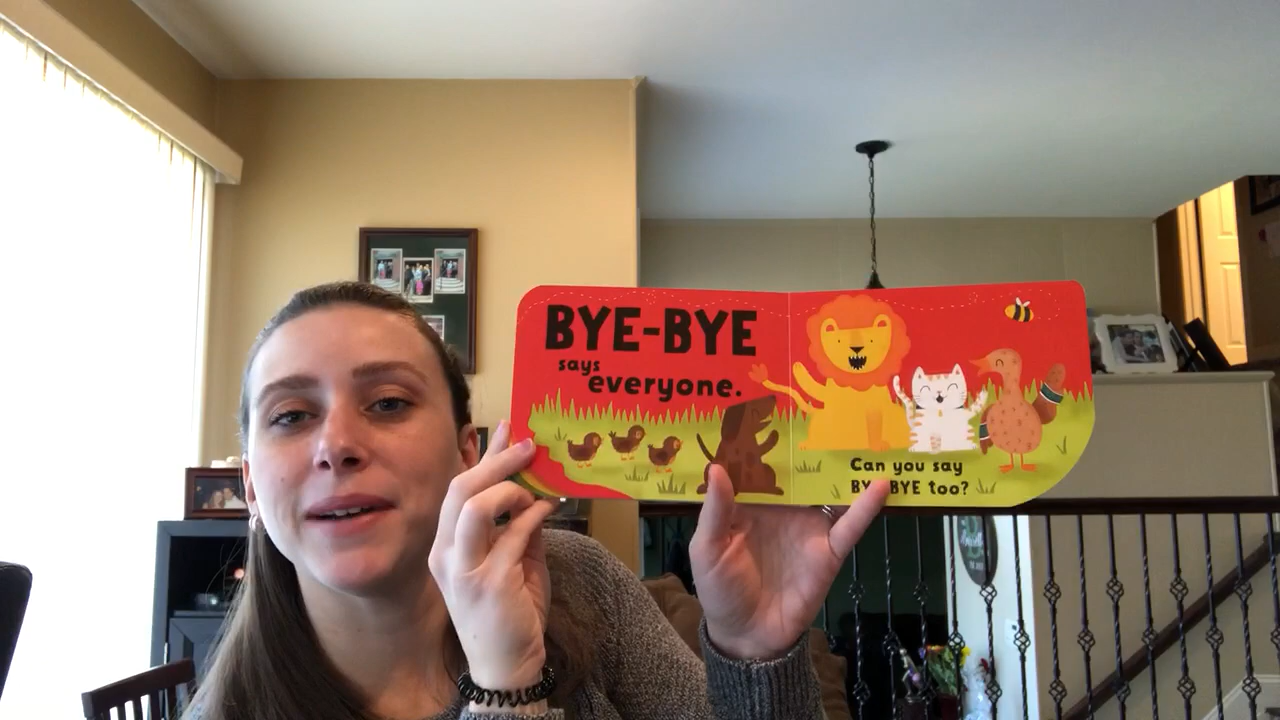 BYE-BYE
says
everyone.
Can you say
BYE-BYE too?